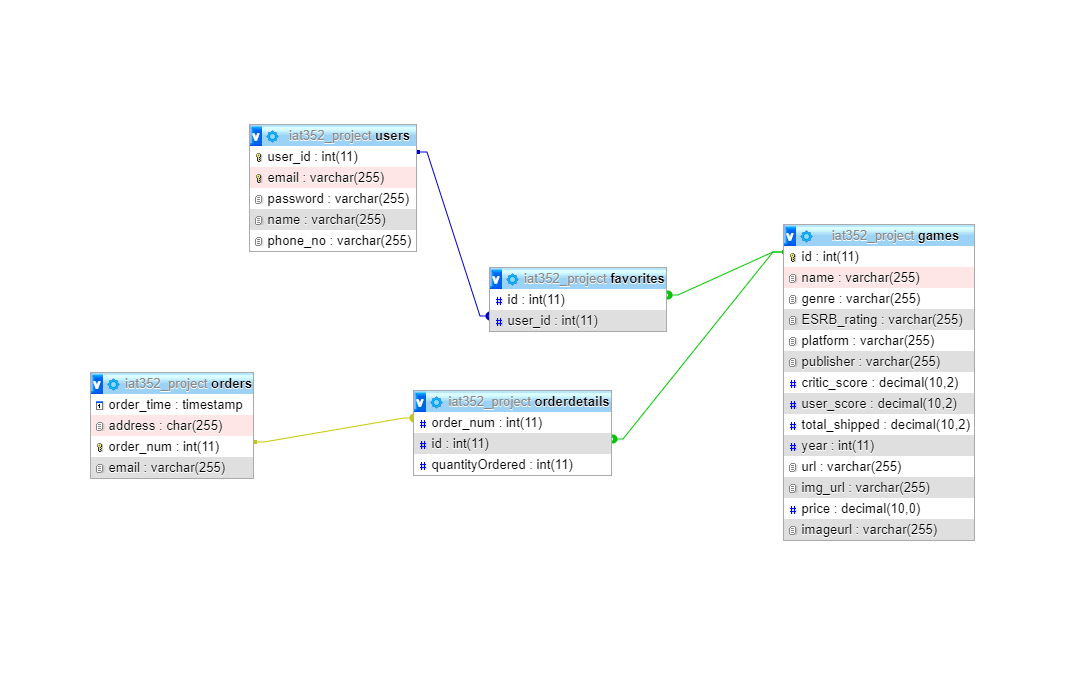 iat352_project users
user_id : int(11)
email : varchar(255)
password : varchar(255)
name : varchar(255)
phone_no : varchar(255)
iat352_project favorites
id : int(11)
user_id : int(11)
iat352_project games
id : int(11)
name : varchar(255)
genre : varchar(255)
ESRB_rating : varchar(255)
platform : varchar(255)
publisher : varchar(255)
critic_score : decimal(10,2)
user_score : decimal(10,2)
total_shipped : decimal(10,2)
year : int(11)
url : varchar(255)
img_url : varchar(255)
price : decimal(10,0)
imageurl : varchar(255)
iat352_project orders
order_time : timestamp
address : char(255)
order_num : int(11)
email : varchar(255)
iat352_project orderdetails
order_num : int(11)
id : int(11)
quantityOrdered : int(11)